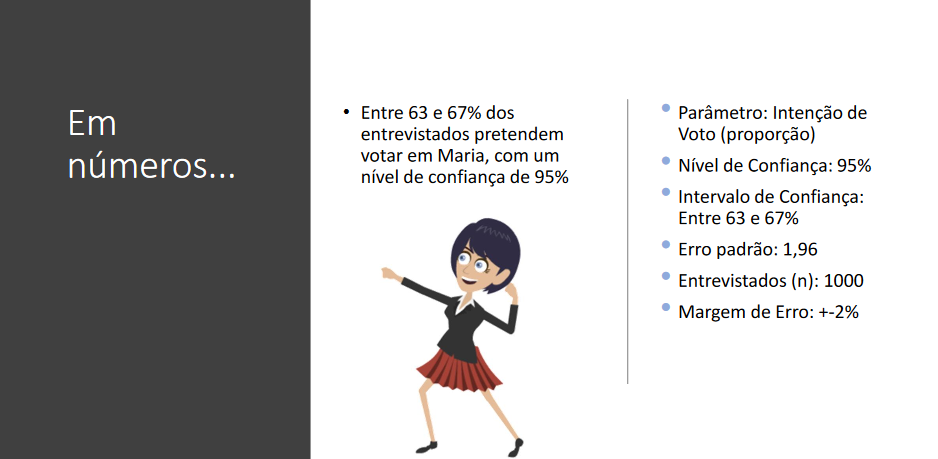 Em
números...
• Entre 63 e 67% dos
entrevistados pretendem
votar em Maria, com um
nível de confiança de 95%
• Parâmetro: Intenção de
Voto (proporção)
• Nível de Confiança: 95%
• Intervalo de Confiança:
Entre 63 e 67%
• Erro padrão: 1,96
• Entrevistados (n): 1000
• Margem de Erro: +-2%